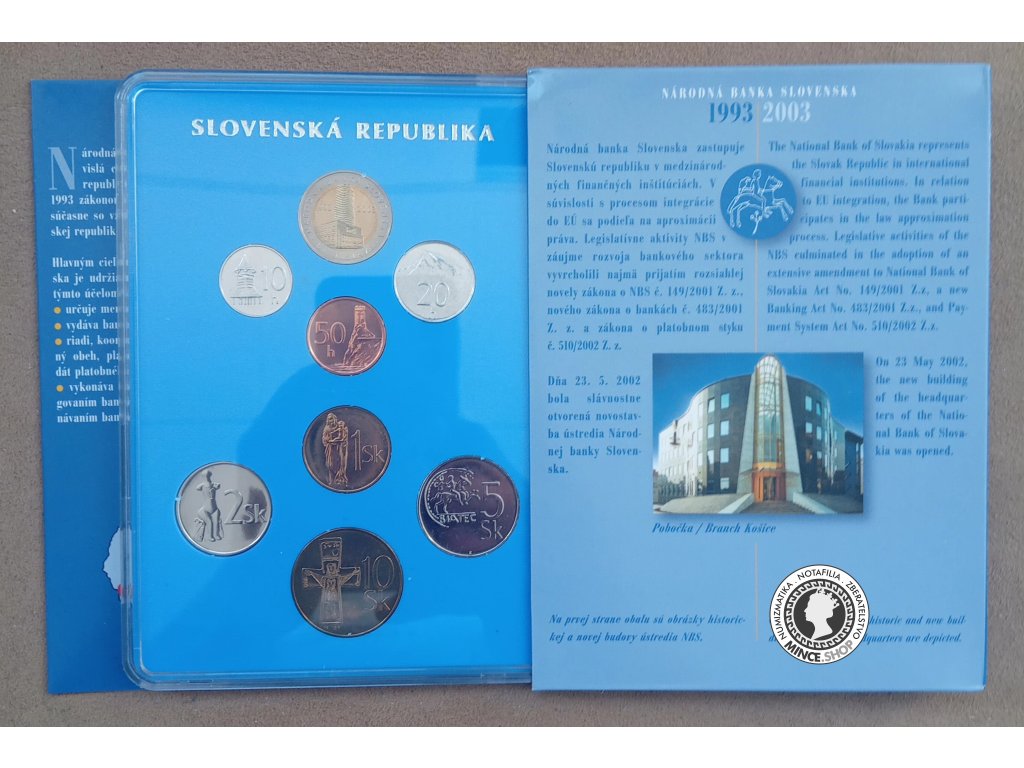 SLOVENSKÁ REPUBLIKA
10
h
20
50
h
1Sk
2Sk
BIATEC
5
Sk
10
Sk
N
árodná
vislá c
republi
1993 zákono
súčasne so vz
skej republik
Hlavným cieľ
ska je udržia
týmto účelom
• určuje men
• vydáva ban
• riadi, koor
ný obeh, pla
dát platobné
• vykonáva
govaním ban
návaním ban
NÁRODNÁ BANKA SLOVENSKA
1993 2003
Národná banka Slovenska zastupuje
Slovenskú republiku v medzinárod-
ných finančných inštitúciách. V
súvislosti s procesom integrácie
do EÚ sa podieľa na aproximácii
práva. Legislatívne aktivity NBS v
záujme rozvoja bankového sektora
vyvrcholili najmä prijatím rozsiahlej
novely zákona o NBS č. 149/2001 Z. z.,
nového zákona o bankách č. 483/2001
Z. z. a zákona o platobnom styku
č. 510/2002 Z. z.
Dňa 23. 5. 2002
bola slávnostne
otvorená novostav-
ba ústredia Národ-
nej banky Sloven-
ska.
The National Bank of Slovakia represents
the Slovak Republic in international
financial institutions. In relation
to EU integration, the Bank parti-
cipates in the law approximation
process. Legislative activities of the
NBS culminated in the adoption of an
extensive amendment to National Bank of
Slovakia Act No. 149/2001 Z.z., a new
Banking Act No. 483/2001 Z.z., and Pay-
ment System Act No. 510/2002 Z.z.
On 23 May 2002,
the new building
of the headquar-
ters of the Natio-
nal Bank of Slova-
kia was opened.
Pobočka / Branch Košice
Na prvej strane obalu sú obrázky historic-
kej a novej budovy ústredia NBS.
historic and new buil-
quarters are depicted.
NUMIZMATIKA . NOTAFILIA . ZBERATEĽSTVO
MINCE.SHOP